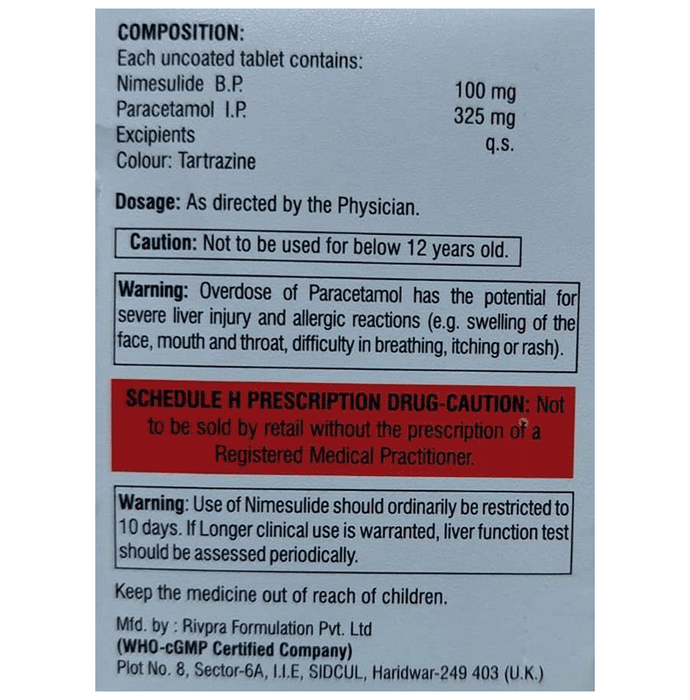 COMPOSITION:
Each uncoated tablet contains:
Nimesulide B.P. 100 mg
Paracetamol I.P. 325 mg
Excipients q.s.
Colour: Tartrazine
Dosage: As directed by the Physician.
Caution: Not to be used for below 12 years old.
Warning: Overdose of Paracetamol has the potential for
severe liver injury and allergic reactions (e.g. swelling of the
face, mouth and throat, difficulty in breathing, itching or rash).
SCHEDULE H PRESCRIPTION DRUG-CAUTION: Not
to be sold by retail without the prescription of a
Registered Medical Practitioner.
Warning: Use of Nimesulide should ordinarily be restricted to
10 days. If Longer clinical use is warranted, liver function test
should be assessed periodically.
Keep the medicine out of reach of children.
Mfd. by : Rivpra Formulation Pvt. Ltd
(WHO-cGMP Certified Company)
Plot No. 8, Sector-6A, I.I.E, SIDCUL, Haridwar-249 403 (U.K.)